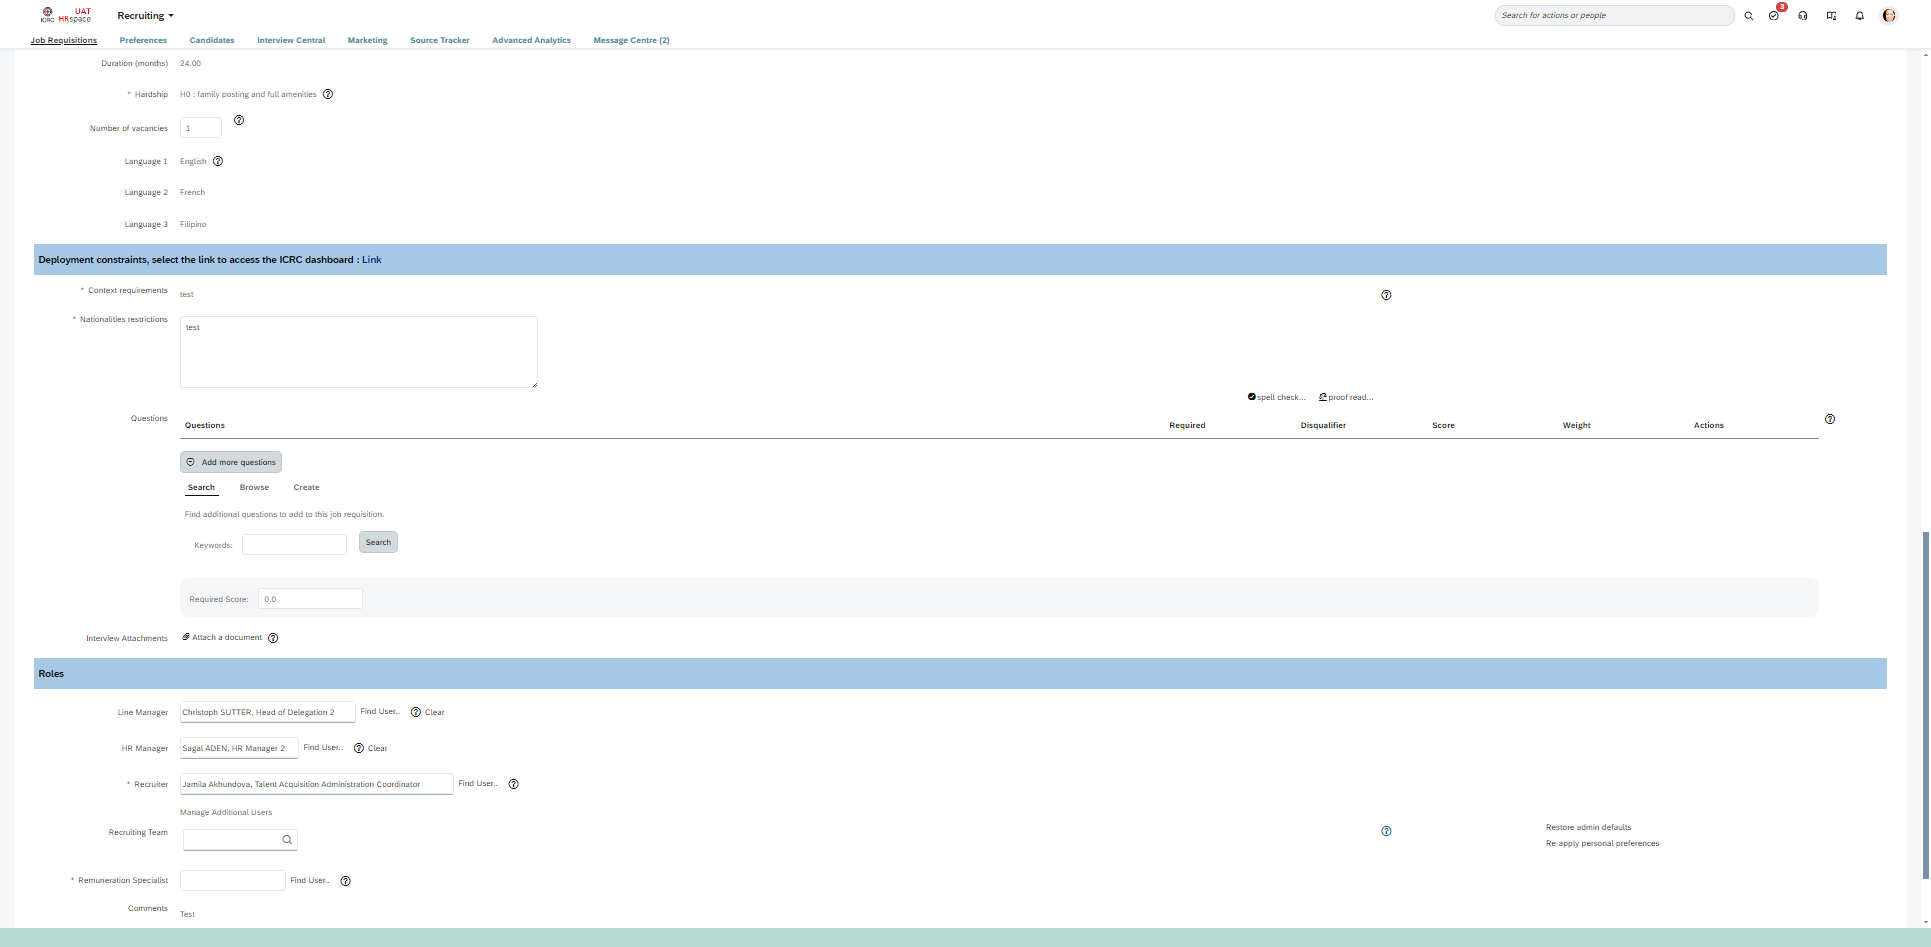 ICRC UAT HRspace
Recruiting
Search for actions or people
3
Job Requisitions Preferences Candidates Interview Central Marketing Source Tracker Advanced Analytics Message Centre (2)
Duration (months) 24.00
* Hardship H0 : family posting and full amenities
Number of vacancies 1
Language 1 English
Language 2 French
Language 3 Filipino
Deployment constraints, select the link to access the ICRC dashboard : Link
* Context requirements test
* Nationalities restrictions test
spell check... proof read...
Questions
Questions Required Disqualifier Score Weight Actions
Add more questions
Search Browse Create
Find additional questions to add to this job requisition.
Keywords: Search
Required Score: 0.0
Interview Attachments Attach a document
Roles
Line Manager Christoph SUTTER, Head of Delegation 2 Find User.. Clear
HR Manager Sagal ADEN, HR Manager 2 Find User.. Clear
* Recruiter Jamila Akhundova, Talent Acquisition Administration Coordinator Find User..
Manage Additional Users
Recruiting Team
Restore admin defaults
Re-apply personal preferences
* Remuneration Specialist Find User..
Comments Test